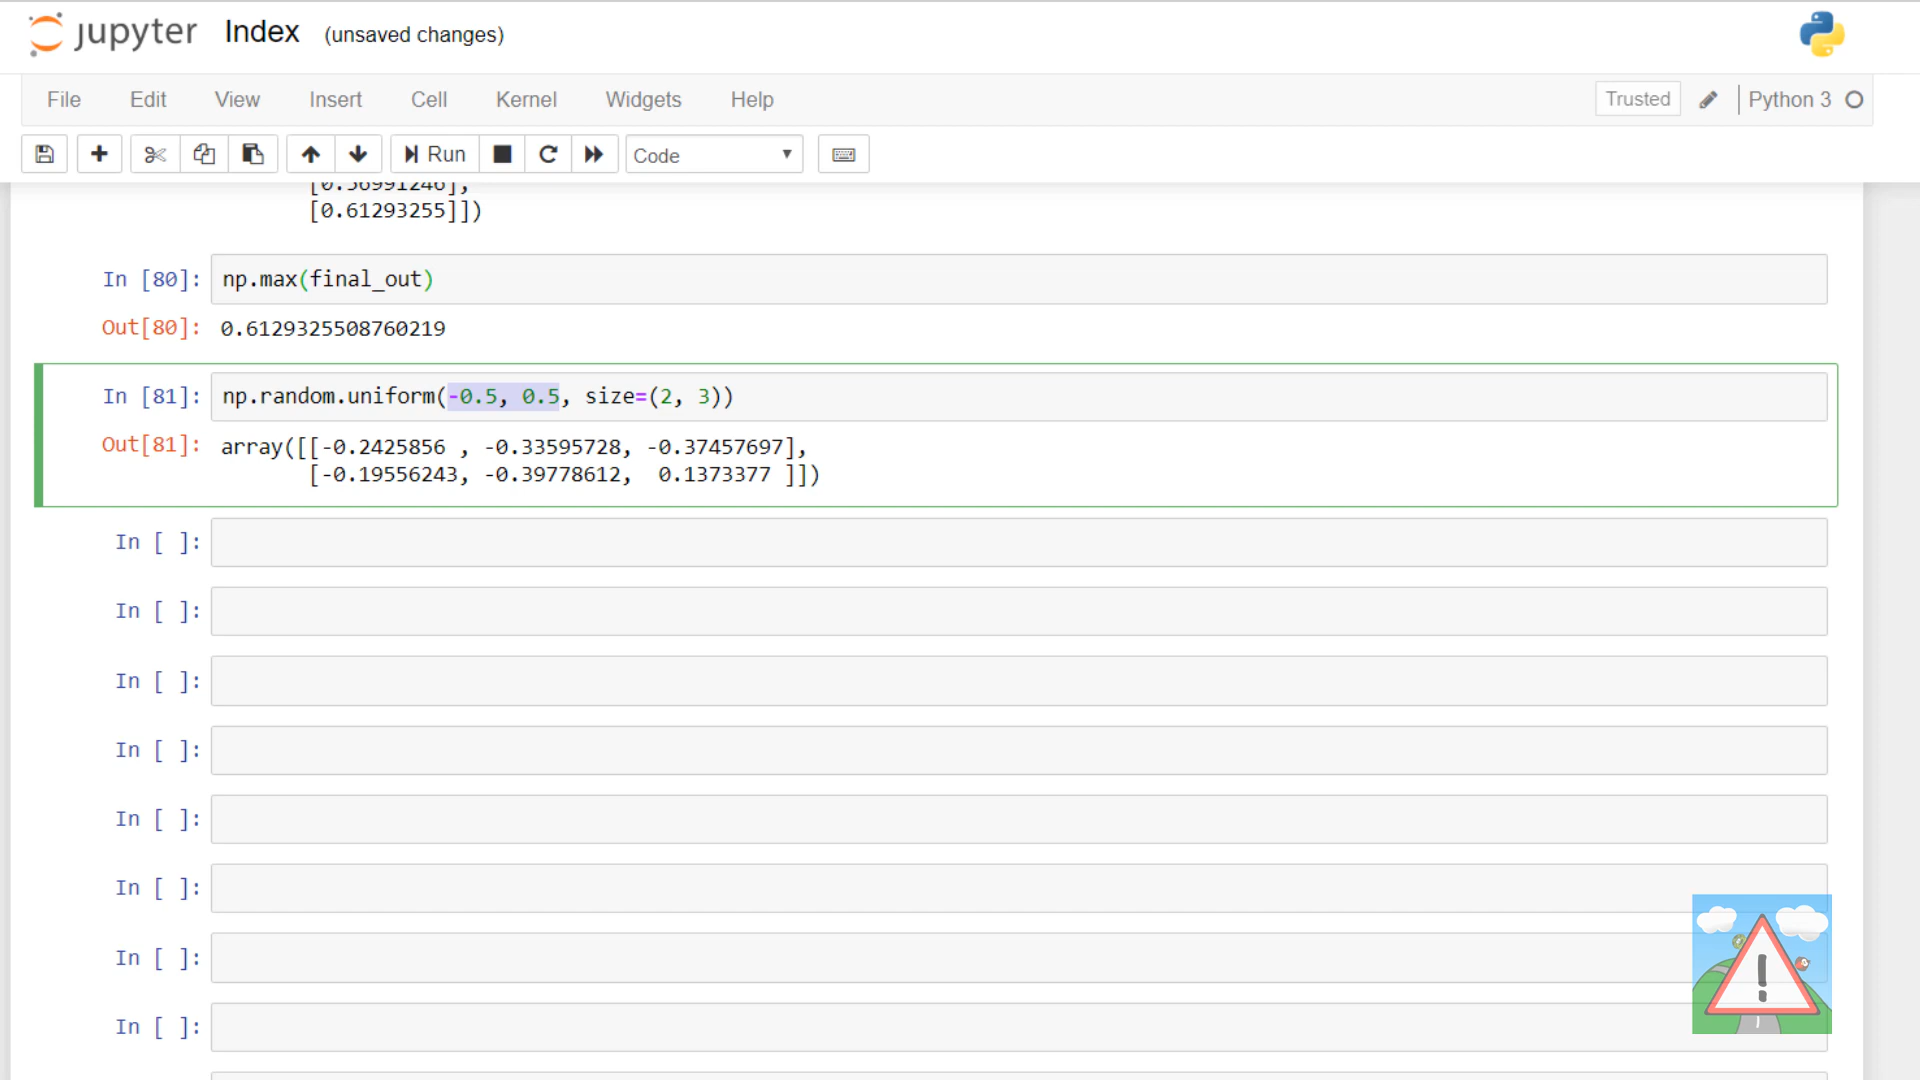 jupyter Index (unsaved changes)
File Edit View Insert Cell Kernel Widgets Help Trusted Python 3
Run Code
[0.56991246],
[0.61293255]])
In [80]: np.max(final_out)
Out[80]: 0.6129325508760219
In [81]: np.random.uniform(-0.5, 0.5, size=(2, 3))
Out[81]: array([[-0.2425856 , -0.33595728, -0.37457697],
[-0.19556243, -0.39778612,  0.1373377 ]])
In [ ]:
In [ ]:
In [ ]:
In [ ]:
In [ ]:
In [ ]:
In [ ]:
In [ ]: